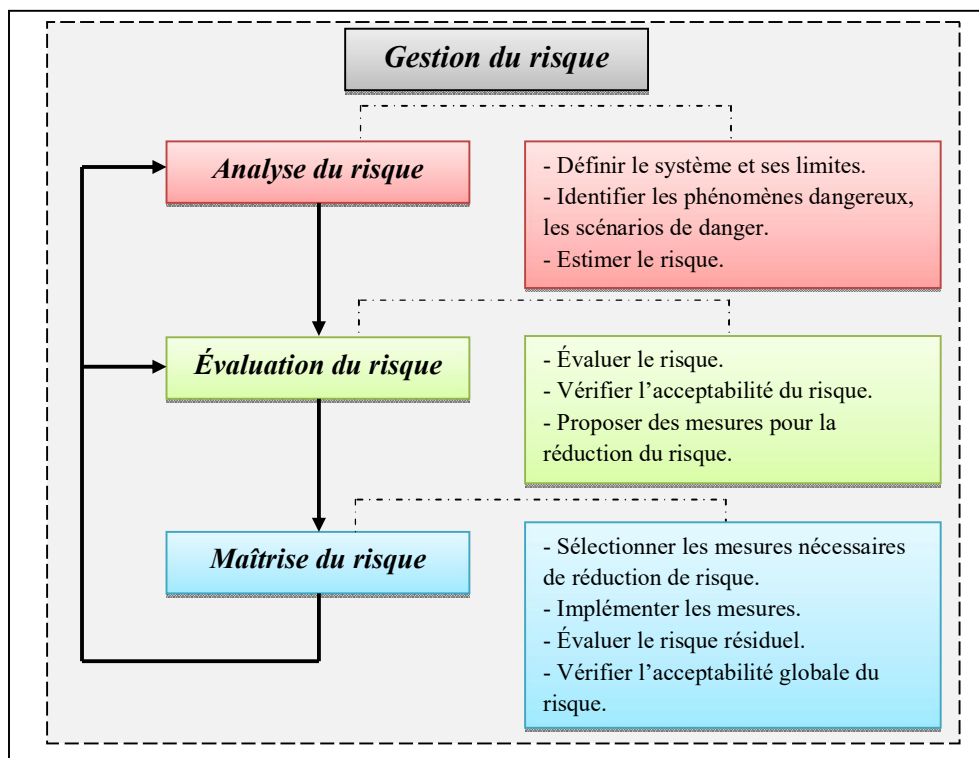 Gestion du risque
Analyse du risque
- Définir le système et ses limites.
- Identifier les phénomènes dangereux,
les scénarios de danger.
- Estimer le risque.
Évaluation du risque
- Évaluer le risque.
- Vérifier l’acceptabilité du risque.
- Proposer des mesures pour la
réduction du risque.
Maîtrise du risque
- Sélectionner les mesures nécessaires
de réduction de risque.
- Implémenter les mesures.
- Évaluer le risque résiduel.
- Vérifier l’acceptabilité globale du
risque.